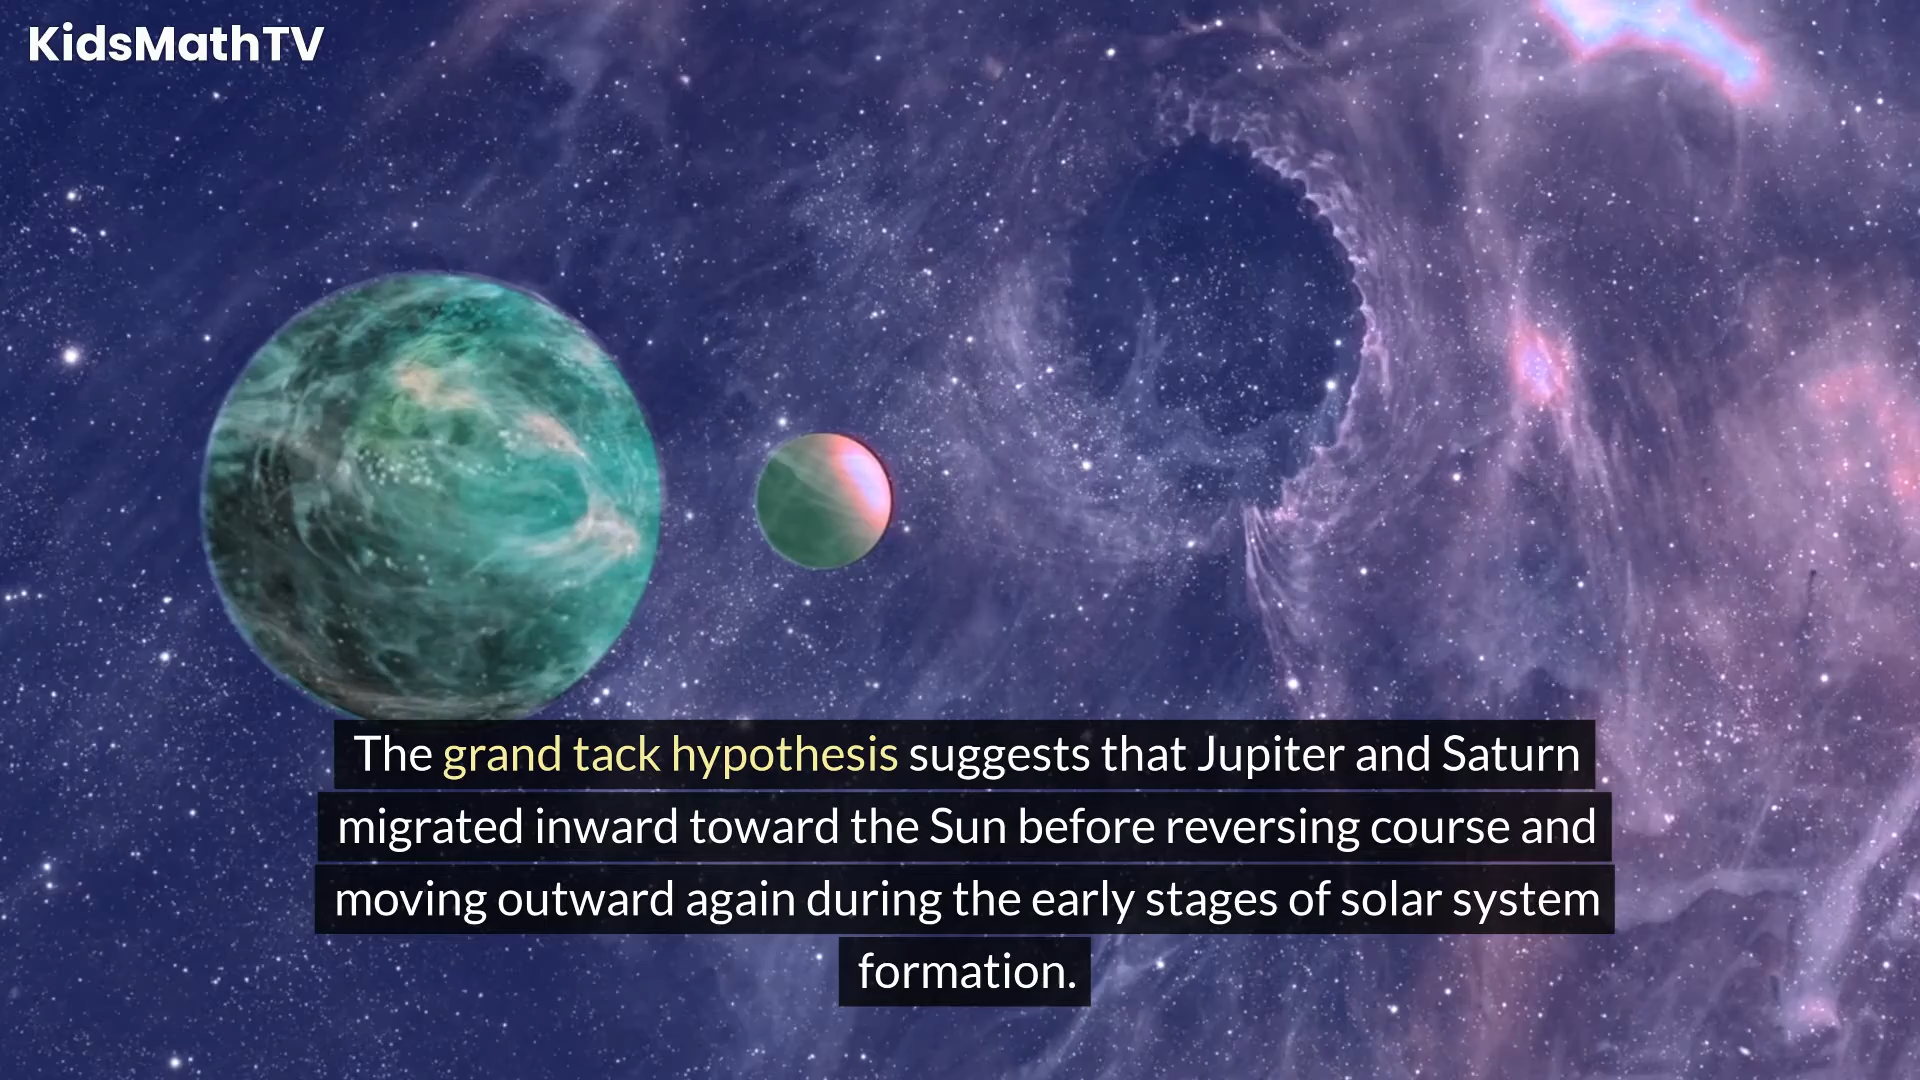 KidsMathTV
The grand tack hypothesis suggests that Jupiter and Saturn
migrated inward toward the Sun before reversing course and
moving outward again during the early stages of solar system
formation.